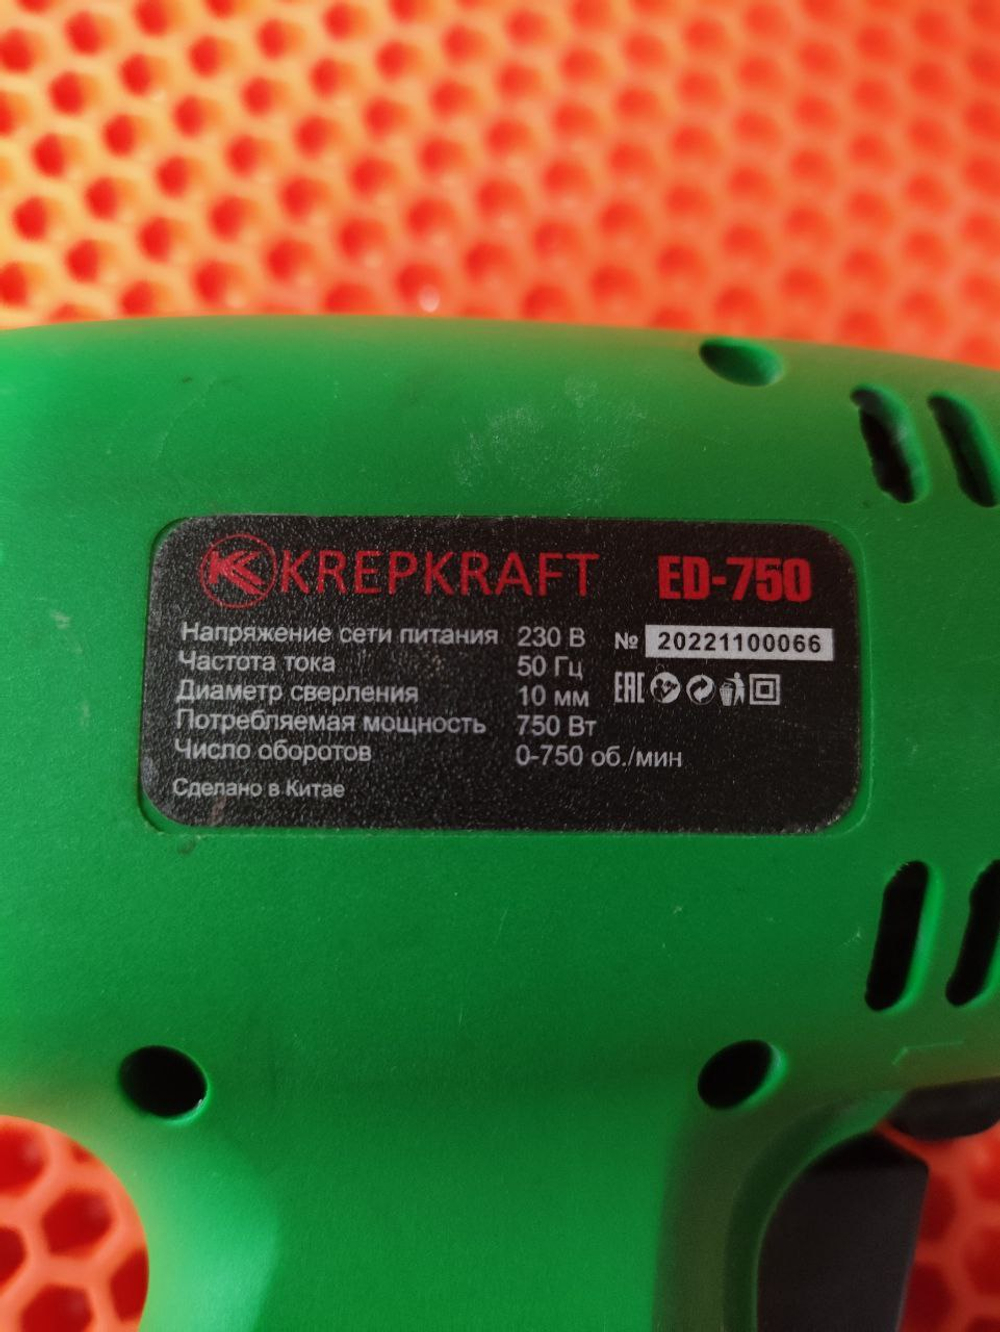 KREPKRAFT ED-750
Напряжение сети питания 230 В № 20221100066
Частота тока 50 Гц
Диаметр сверления 10 мм
Потребляемая мощность 750 Вт
Число оборотов 0-750 об./мин
Сделано в Китае
EAC